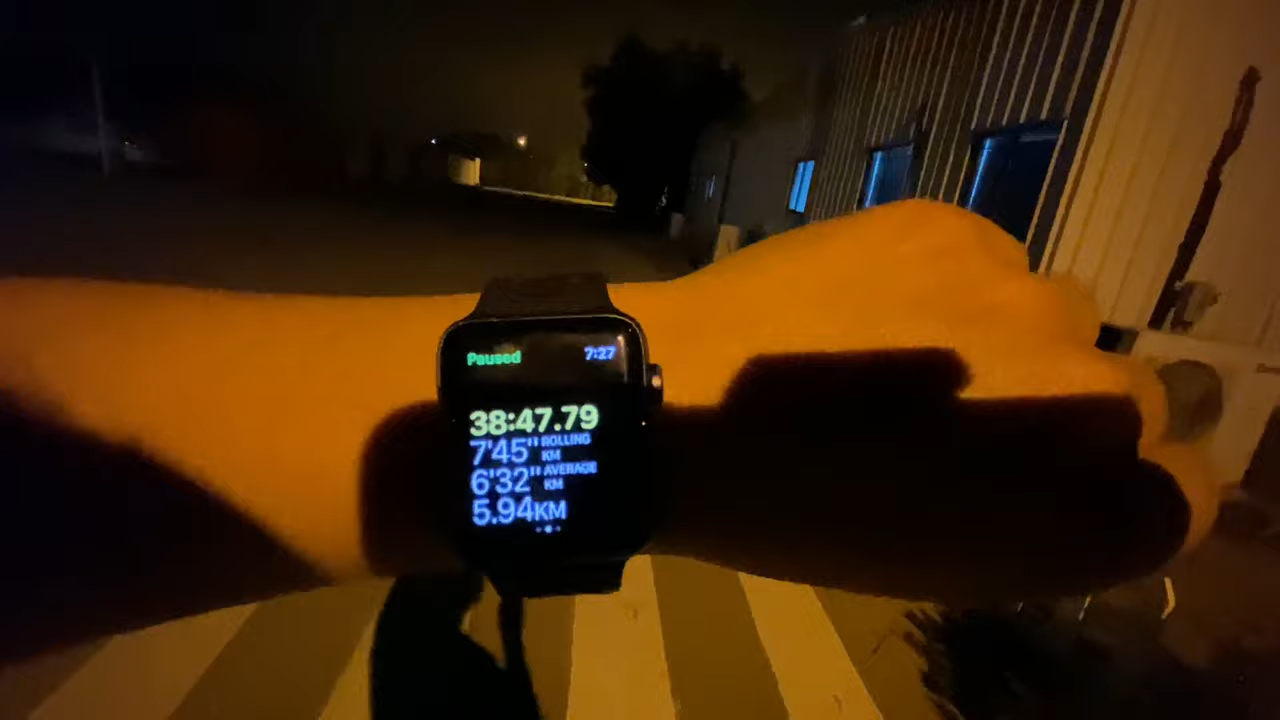 Paused 7:27
38:47.79
7'45" ROLLING KM
6'32" AVERAGE KM
5.94KM